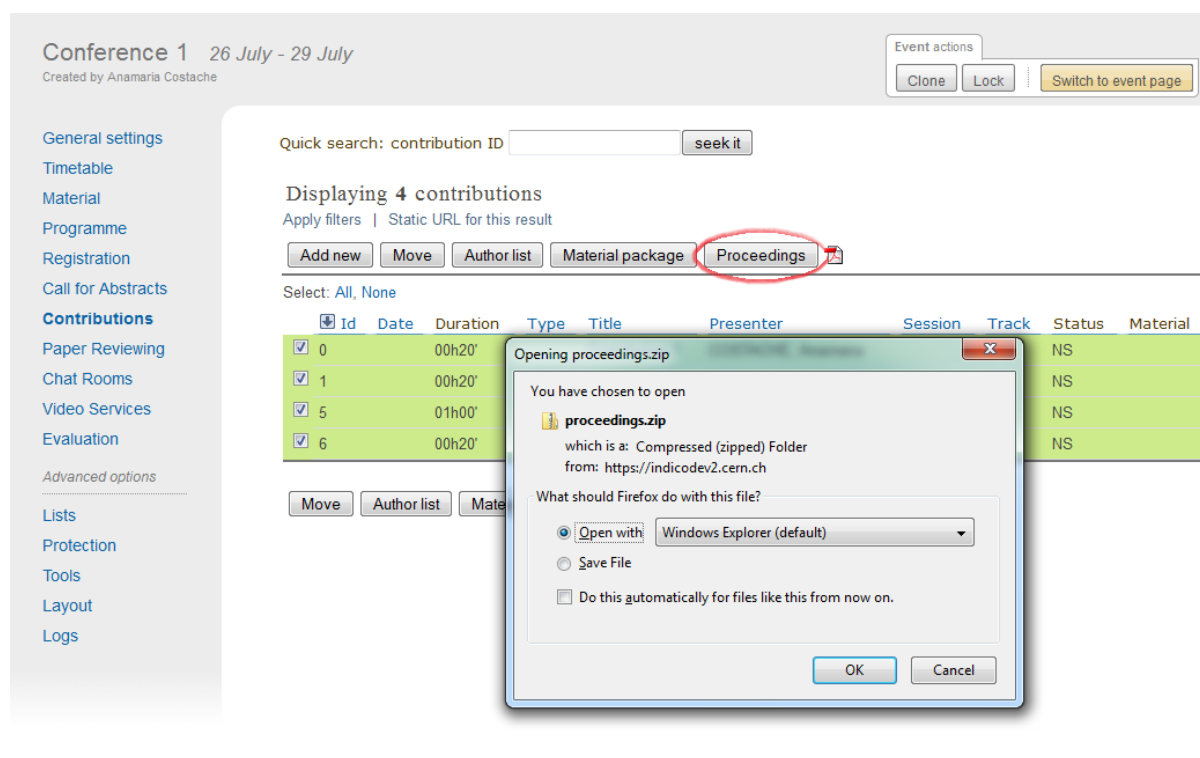 Conference 1 26 July - 29 July
Created by Anamaria Costache
Event actions
Clone Lock Switch to event page
General settings
Timetable
Material
Programme
Registration
Call for Abstracts
Contributions
Paper Reviewing
Chat Rooms
Video Services
Evaluation
Advanced options
Lists
Protection
Tools
Layout
Logs
Quick search: contribution ID seek it
Displaying 4 contributions
Apply filters | Static URL for this result
Add new Move Author list Material package Proceedings
Select: All, None
Id Date Duration Type Title Presenter Session Track Status Material
0 00h20' NS
1 00h20' NS
5 01h00' NS
6 00h20' NS
Move Author list Mate
Opening proceedings.zip
You have chosen to open
proceedings.zip
which is a: Compressed (zipped) Folder
from: https://indicodev2.cern.ch
What should Firefox do with this file?
Open with Windows Explorer (default)
Save File
Do this automatically for files like this from now on.
OK Cancel